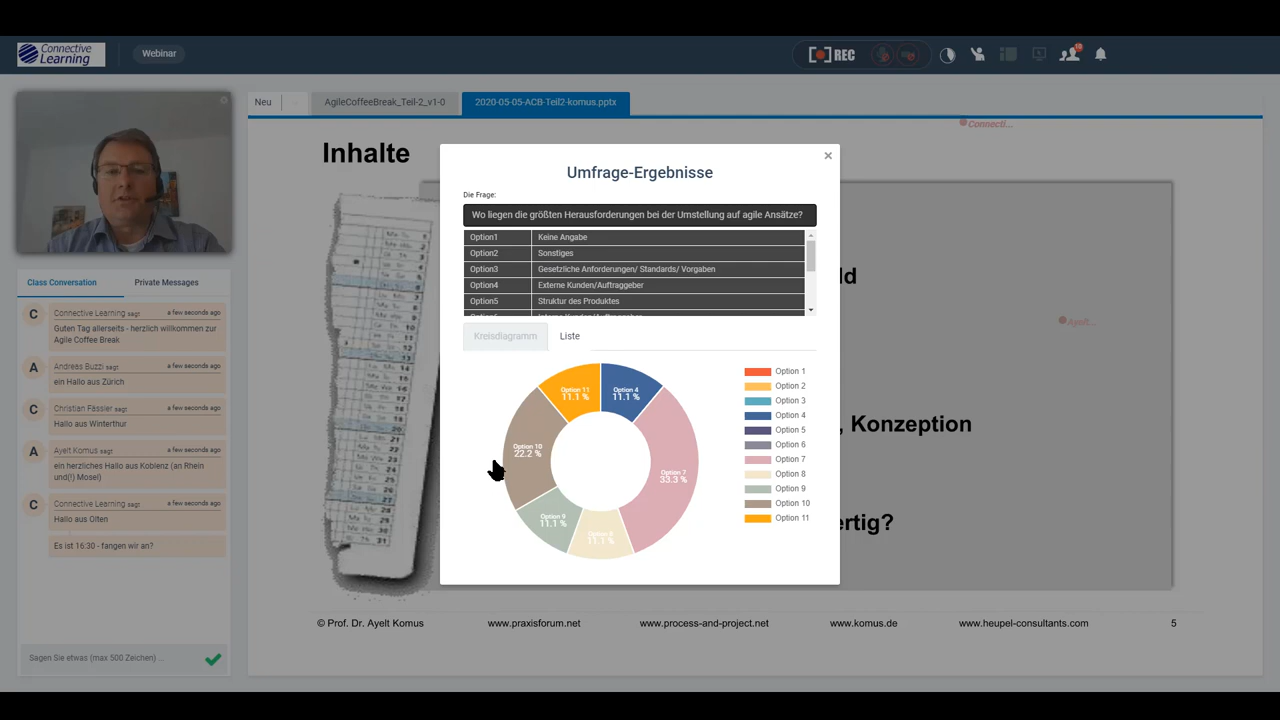 Connective
Learning
Webinar
REC
10
Neu
AgileCoffeeBreak_Teil-2_v1-0
2020-05-05-ACB-Teil2-komus.pptx
Class Conversation
Private Messages
C
Connective Learning sagt
a few seconds ago
Guten Tag allerseits - herzlich willkommen zur
Agile Coffee Break
A
Andreas Buzzi sagt
a few seconds ago
ein Hallo aus Zürich
C
Christian Fässler sagt
a few seconds ago
Hallo aus Winterthur
A
Ayelt Komus sagt
a few seconds ago
ein herzliches Hallo aus Koblenz (an Rhein
und(!) Mosel)
C
Connective Learning sagt
a few seconds ago
Hallo aus Olten
Es ist 16:30 - fangen wir an?
Sagen Sie etwas (max 500 Zeichen) ...
Inhalte
Connecti...
ld
Ayelt...
, Konzeption
ertig?
Umfrage-Ergebnisse
×
Die Frage:
Wo liegen die größten Herausforderungen bei der Umstellung auf agile Ansätze?
Option1 Keine Angabe
Option2 Sonstiges
Option3 Gesetzliche Anforderungen/ Standards/ Vorgaben
Option4 Externe Kunden/Auftraggeber
Option5 Struktur des Produktes
Kreisdiagramm
Liste
Option 11
11.1 %
Option 4
11.1 %
Option 10
22.2 %
Option 7
33.3 %
Option 9
11.1 %
Option 8
11.1 %
Option 1
Option 2
Option 3
Option 4
Option 5
Option 6
Option 7
Option 8
Option 9
Option 10
Option 11
© Prof. Dr. Ayelt Komus
www.praxisforum.net
www.process-and-project.net
www.komus.de
www.heupel-consultants.com
5